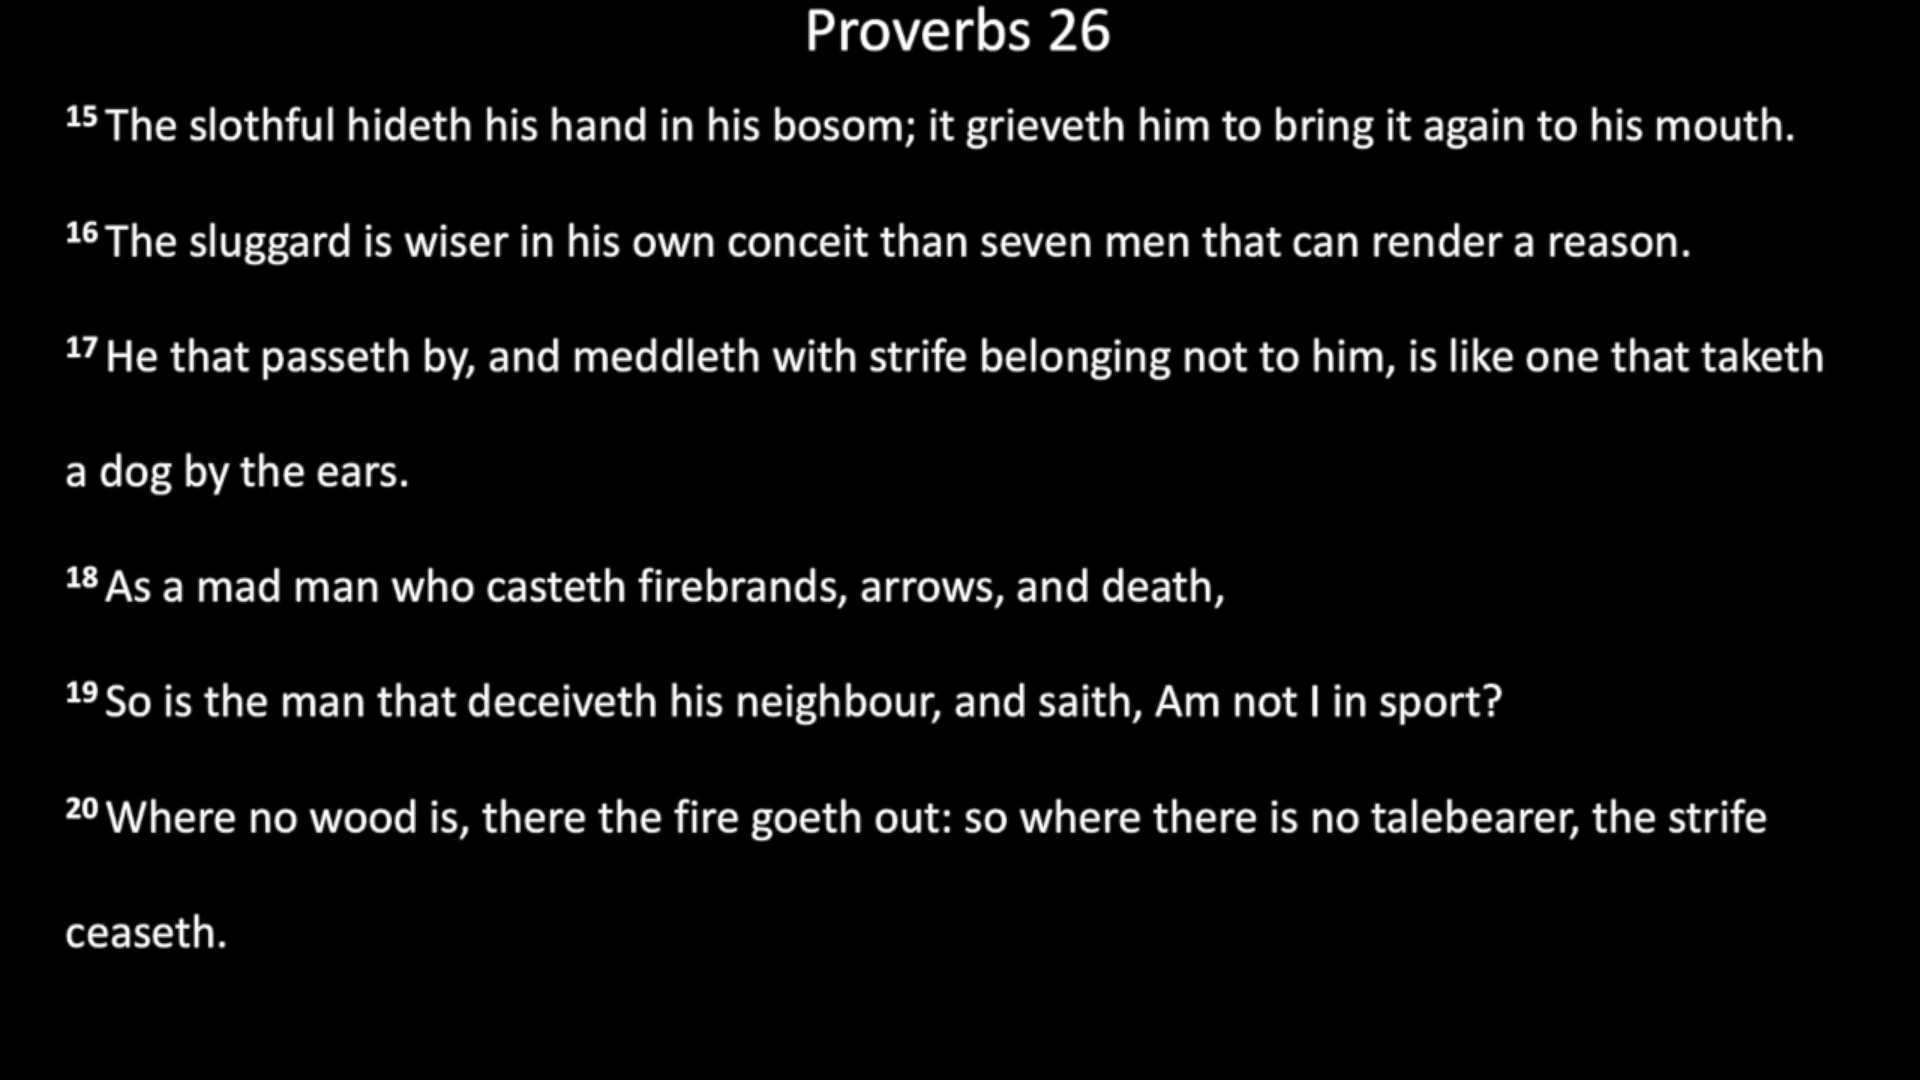 Proverbs 26
15 The slothful hideth his hand in his bosom; it grieveth him to bring it again to his mouth.
16 The sluggard is wiser in his own conceit than seven men that can render a reason.
17 He that passeth by, and meddleth with strife belonging not to him, is like one that taketh
a dog by the ears.
18 As a mad man who casteth firebrands, arrows, and death,
19 So is the man that deceiveth his neighbour, and saith, Am not I in sport?
20 Where no wood is, there the fire goeth out: so where there is no talebearer, the strife
ceaseth.